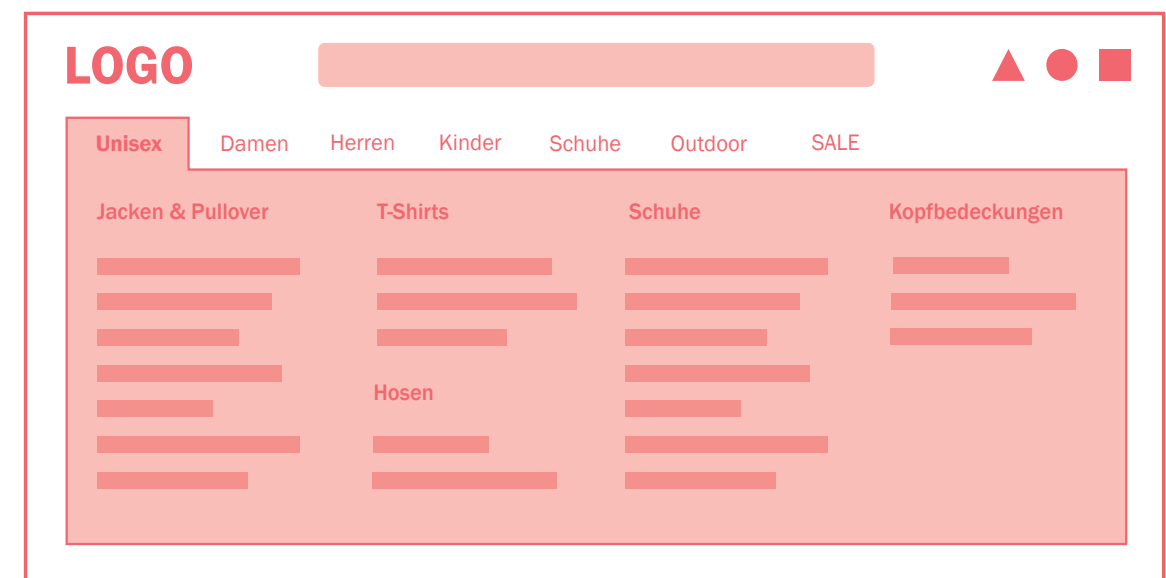 LOGO
Unisex Damen Herren Kinder Schuhe Outdoor SALE
Jacken & Pullover T-Shirts Schuhe Kopfbedeckungen
Hosen